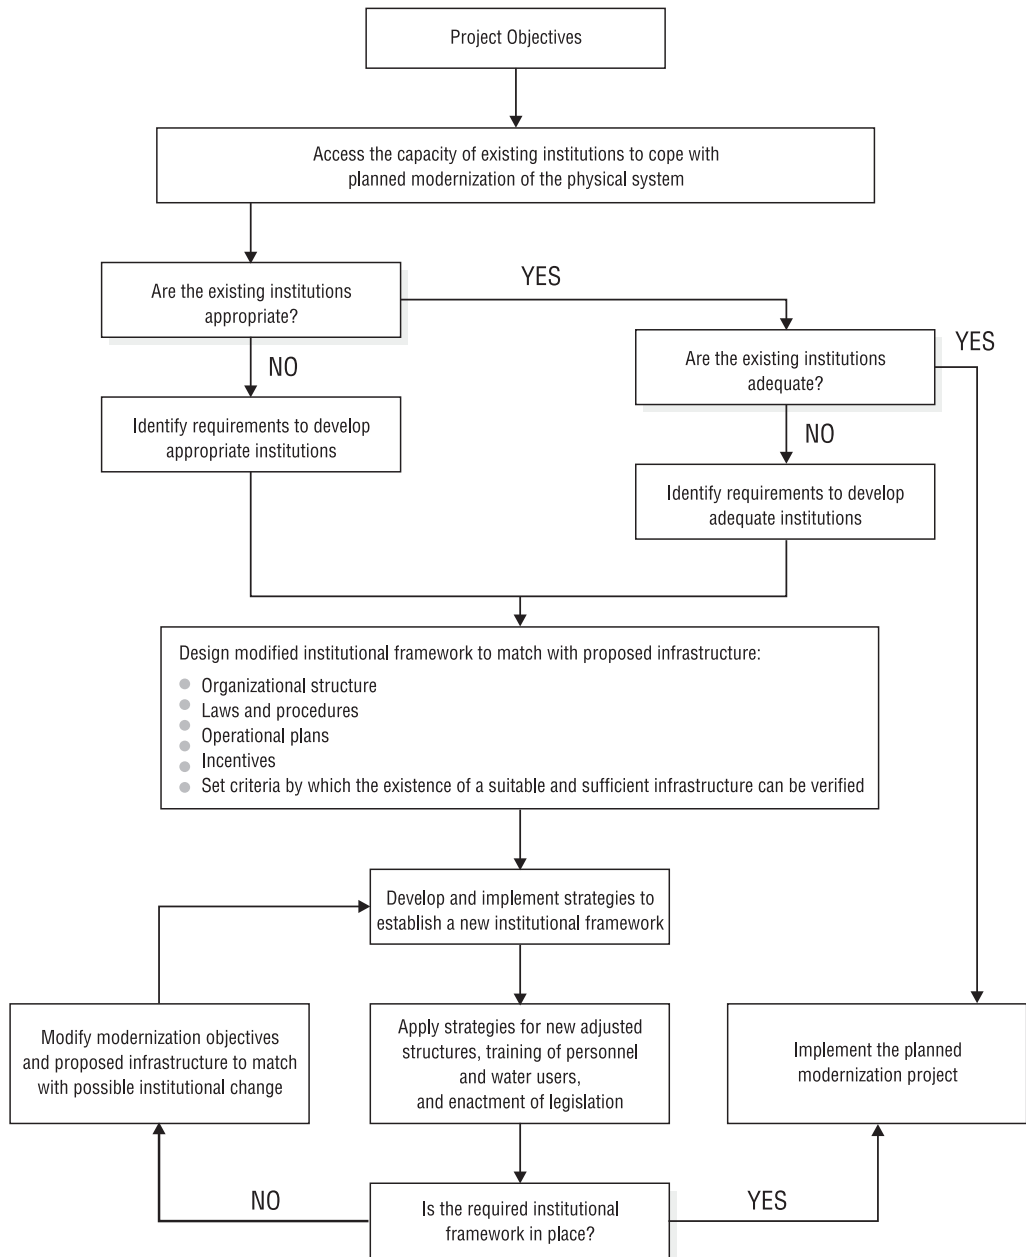 Project Objectives
Access the capacity of existing institutions to cope with
planned modernization of the physical system
Are the existing institutions
appropriate?
YES
NO
Are the existing institutions
adequate?
YES
NO
Identify requirements to develop
appropriate institutions
Identify requirements to develop
adequate institutions
Design modified institutional framework to match with proposed infrastructure:
Organizational structure
Laws and procedures
Operational plans
Incentives
Set criteria by which the existence of a suitable and sufficient infrastructure can be verified
Develop and implement strategies to
establish a new institutional framework
Modify modernization objectives
and proposed infrastructure to match
with possible institutional change
Apply strategies for new adjusted
structures, training of personnel
and water users,
and enactment of legislation
Implement the planned
modernization project
NO
Is the required institutional
framework in place?
YES